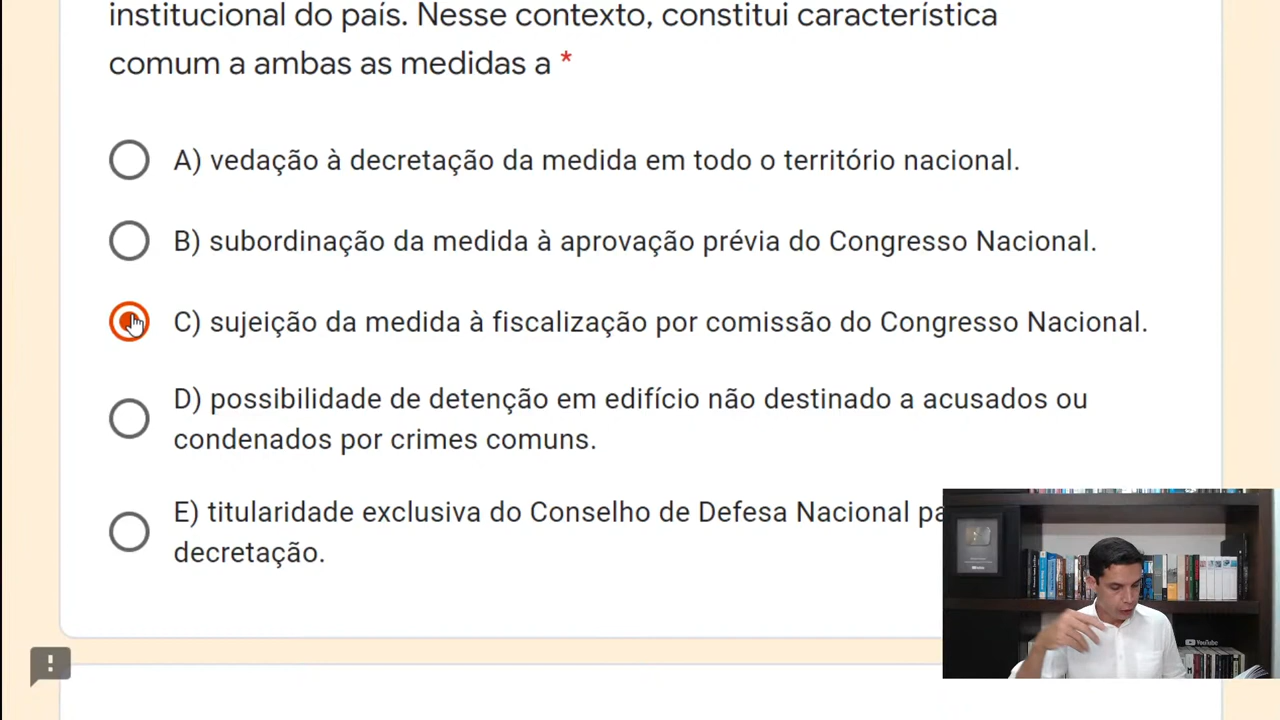 institucional do país. Nesse contexto, constitui característica
comum a ambas as medidas a *
A) vedação à decretação da medida em todo o território nacional.
B) subordinação da medida à aprovação prévia do Congresso Nacional.
C) sujeição da medida à fiscalização por comissão do Congresso Nacional.
D) possibilidade de detenção em edifício não destinado a acusados ou
condenados por crimes comuns.
E) titularidade exclusiva do Conselho de Defesa Nacional pa
decretação.
!
YouTube